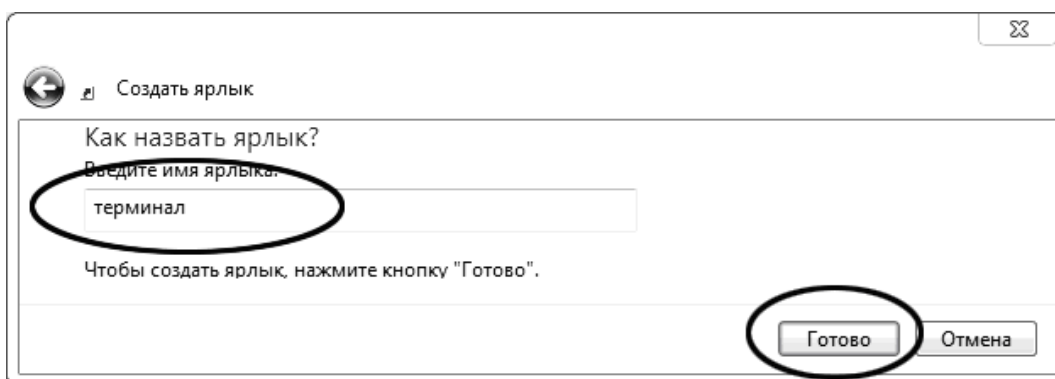 Создать ярлык
Как назвать ярлык?
Введите имя ярлыка:
терминал
Чтобы создать ярлык, нажмите кнопку "Готово".
Готово
Отмена